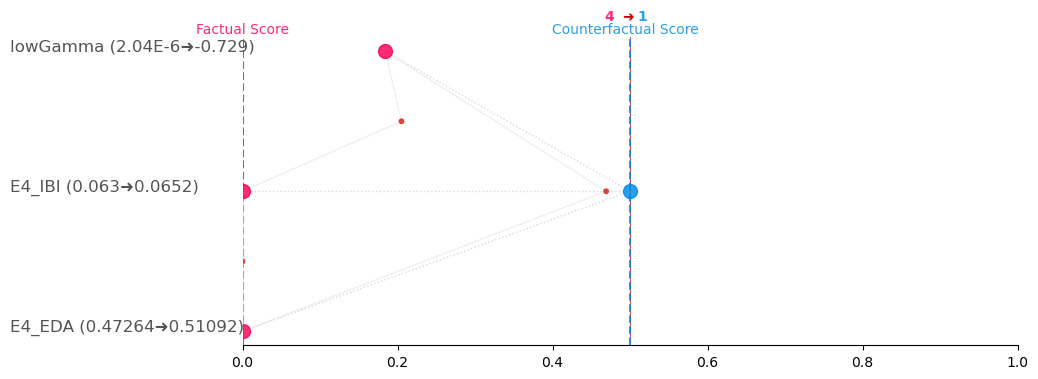 4 ➜ 1
Factual Score
Counterfactual Score
lowGamma (2.04E-6➜-0.729)
E4_IBI (0.063➜0.0652)
E4_EDA (0.47264➜0.51092)
0.0 0.2 0.4 0.6 0.8 1.0